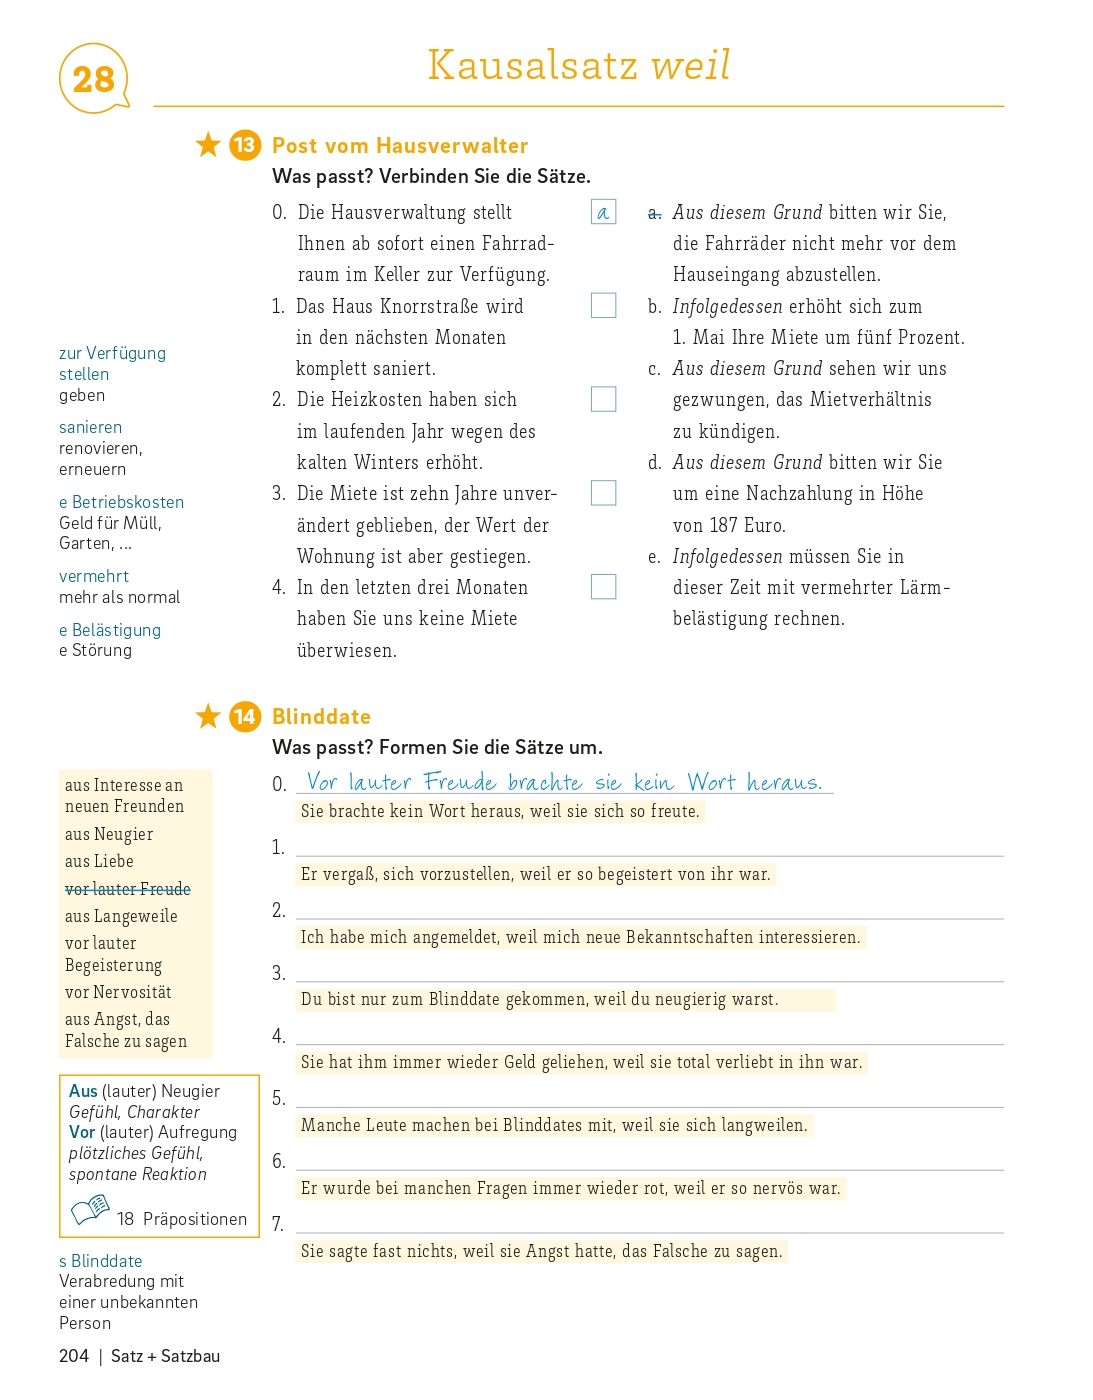 28
Kausalsatz weil
13 Post vom Hausverwalter
Was passt? Verbinden Sie die Sätze.
0. Die Hausverwaltung stellt
Ihnen ab sofort einen Fahrrad-
raum im Keller zur Verfügung.
1. Das Haus Knorrstraße wird
in den nächsten Monaten
komplett saniert.
2. Die Heizkosten haben sich
im laufenden Jahr wegen des
kalten Winters erhöht.
3. Die Miete ist zehn Jahre unver-
ändert geblieben, der Wert der
Wohnung ist aber gestiegen.
4. In den letzten drei Monaten
haben Sie uns keine Miete
überwiesen.
a
a. Aus diesem Grund bitten wir Sie,
die Fahrräder nicht mehr vor dem
Hauseingang abzustellen.
b. Infolgedessen erhöht sich zum
1. Mai Ihre Miete um fünf Prozent.
c. Aus diesem Grund sehen wir uns
gezwungen, das Mietverhältnis
zu kündigen.
d. Aus diesem Grund bitten wir Sie
um eine Nachzahlung in Höhe
von 187 Euro.
e. Infolgedessen müssen Sie in
dieser Zeit mit vermehrter Lärm-
belästigung rechnen.
zur Verfügung
stellen
geben
sanieren
renovieren,
erneuern
e Betriebskosten
Geld für Müll,
Garten, ...
vermehrt
mehr als normal
e Belästigung
e Störung
14 Blinddate
Was passt? Formen Sie die Sätze um.
0. Vor lauter Freude brachte sie kein Wort heraus.
Sie brachte kein Wort heraus, weil sie sich so freute.
1.
Er vergaß, sich vorzustellen, weil er so begeistert von ihr war.
2.
Ich habe mich angemeldet, weil mich neue Bekanntschaften interessieren.
3.
Du bist nur zum Blinddate gekommen, weil du neugierig warst.
4.
Sie hat ihm immer wieder Geld geliehen, weil sie total verliebt in ihn war.
5.
Manche Leute machen bei Blinddates mit, weil sie sich langweilen.
6.
Er wurde bei manchen Fragen immer wieder rot, weil er so nervös war.
7.
Sie sagte fast nichts, weil sie Angst hatte, das Falsche zu sagen.
aus Interesse an
neuen Freunden
aus Neugier
aus Liebe
vor lauter Freude
aus Langeweile
vor lauter
Begeisterung
vor Nervosität
aus Angst, das
Falsche zu sagen
Aus (lauter) Neugier
Gefühl, Charakter
Vor (lauter) Aufregung
plötzliches Gefühl,
spontane Reaktion
18 Präpositionen
s Blinddate
Verabredung mit
einer unbekannten
Person
204 | Satz + Satzbau